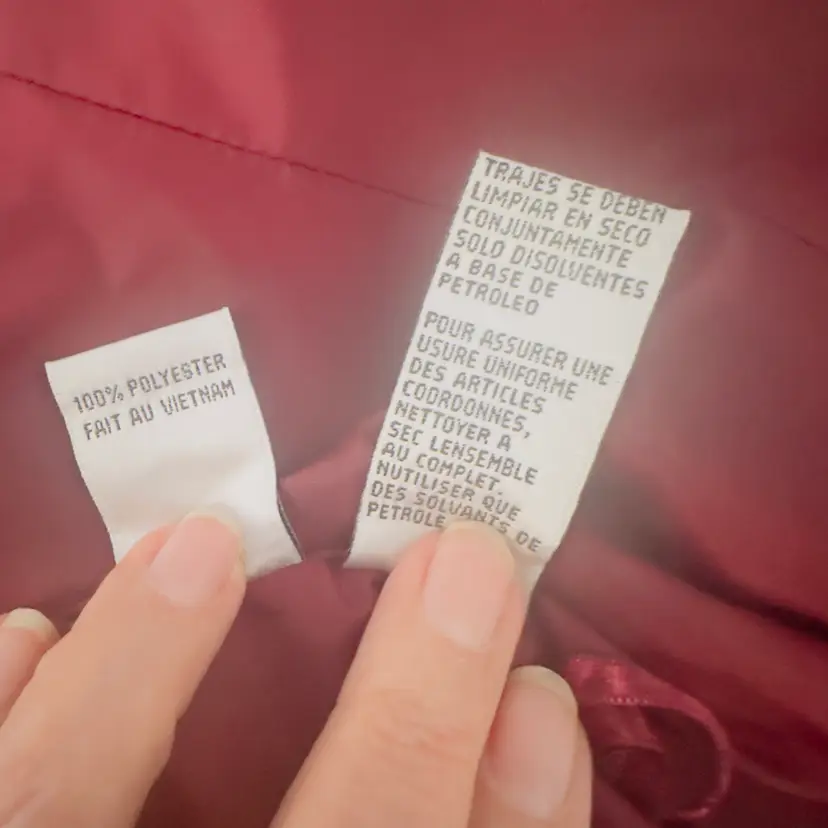 100% POLYESTER
FAIT AU VIETNAM
TRAJES SE DEBEN
LIMPIAR EN SECO
CONJUNTAMENTE
SOLO DISOLVENTES
A BASE DE
PETROLEO
POUR ASSURER UNE
USURE UNIFORME
DES ARTICLES
COORDONNES,
NETTOYER A
SEC LENSEMBLE
AU COMPLET.
NUTILISER QUE
DES SOLVANTS DE
PETROLE